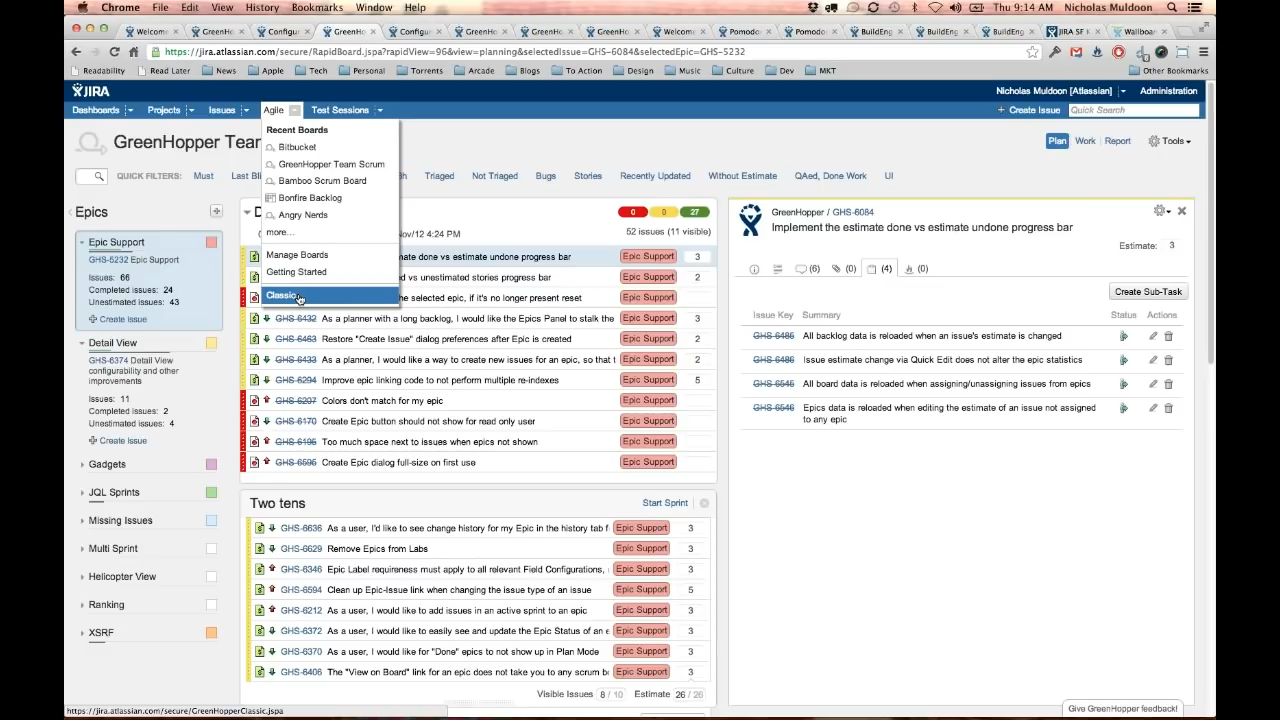 Chrome File Edit View History Bookmarks Window Help
Thu 9:14 AM Nicholas Muldoon
Welcome GreenHo Configur GreenHo Configur GreenHo GreenHo GreenHo Welcome Pomodo Pomodo BuildEng BuildEng BuildEng JIRA SF Wallboar
https://jira.atlassian.com/secure/RapidBoard.jspa?rapidView=96&view=planning&selectedIssue=GHS-6084&selectedEpic=GHS-5232
Readability Read Later News Apple Tech Personal Torrents Arcade Blogs To Action Design Music Culture Dev MKT Other Bookmarks
JIRA
Nicholas Muldoon [Atlassian] Administration
Dashboards Projects Issues Agile Test Sessions
+ Create Issue Quick Search
GreenHopper Tea
Plan Work Report Tools
QUICK FILTERS: Must Last Bli Triaged Not Triaged Bugs Stories Recently Updated Without Estimate QAed, Done Work UI
Recent Boards
Bitbucket
GreenHopper Team Scrum
Bamboo Scrum Board
Bonfire Backlog
Angry Nerds
more...
Manage Boards
Getting Started
Classic
Epics
Epic Support
GHS-5232 Epic Support
Issues: 66
Completed issues: 24
Unestimated issues: 43
Create Issue
Detail View
GHS-6374 Detail View
configurability and other
improvements
Issues: 11
Completed issues: 2
Unestimated issues: 4
Create Issue
Gadgets
JQL Sprints
Missing Issues
Multi Sprint
Helicopter View
Ranking
XSRF
0 0 27
Nov/12 4:24 PM 52 issues (11 visible)
mate done vs estimate undone progress bar Epic Support 3
d vs unestimated stories progress bar Epic Support 2
he selected epic, if it's no longer present reset Epic Support
GHS-6432 As a planner with a long backlog, I would like the Epics Panel to stalk the Epic Support 3
GHS-6463 Restore "Create Issue" dialog preferences after Epic is created Epic Support 2
GHS-6433 As a planner, I would like a way to create new issues for an epic, so that t Epic Support 2
GHS-6294 Improve epic linking code to not perform multiple re-indexes Epic Support 5
GHS-6207 Colors don't match for my epic Epic Support
GHS-6170 Create Epic button should not show for read only user Epic Support
GHS-6195 Too much space next to issues when epics not shown Epic Support
GHS-6595 Create Epic dialog full-size on first use Epic Support
Two tens Start Sprint
GHS-6636 As a user, I'd like to see change history for my Epic in the history tab f Epic Support 3
GHS-6629 Remove Epics from Labs Epic Support 3
GHS-6346 Epic Label requireness must apply to all relevant Field Configurations, Epic Support 3
GHS-6594 Clean up Epic-Issue link when changing the issue type of an issue Epic Support 5
GHS-6212 As a user, I would like to add issues in an active sprint to an epic Epic Support 3
GHS-6372 As a user, I would like to easily see and update the Epic Status of an e Epic Support 3
GHS-6370 As a user, I would like for "Done" epics to not show up in Plan Mode Epic Support 3
GHS-6406 The "View on Board" link for an epic does not take you to any scrum b Epic Support 3
Visible Issues 8 / 10 Estimate 26 / 26
GreenHopper / GHS-6084
Implement the estimate done vs estimate undone progress bar
Estimate: 3
(6) (0) (4) (0)
Create Sub-Task
Issue Key Summary Status Actions
GHS-6485 All backlog data is reloaded when an issue's estimate is changed
GHS-6486 Issue estimate change via Quick Edit does not alter the epic statistics
GHS-6545 All board data is reloaded when assigning/unassigning issues from epics
GHS-6546 Epics data is reloaded when editing the estimate of an issue not assigned
to any epic
https://jira.atlassian.com/secure/GreenHopperClassic.jspa
Give GreenHopper feedback!